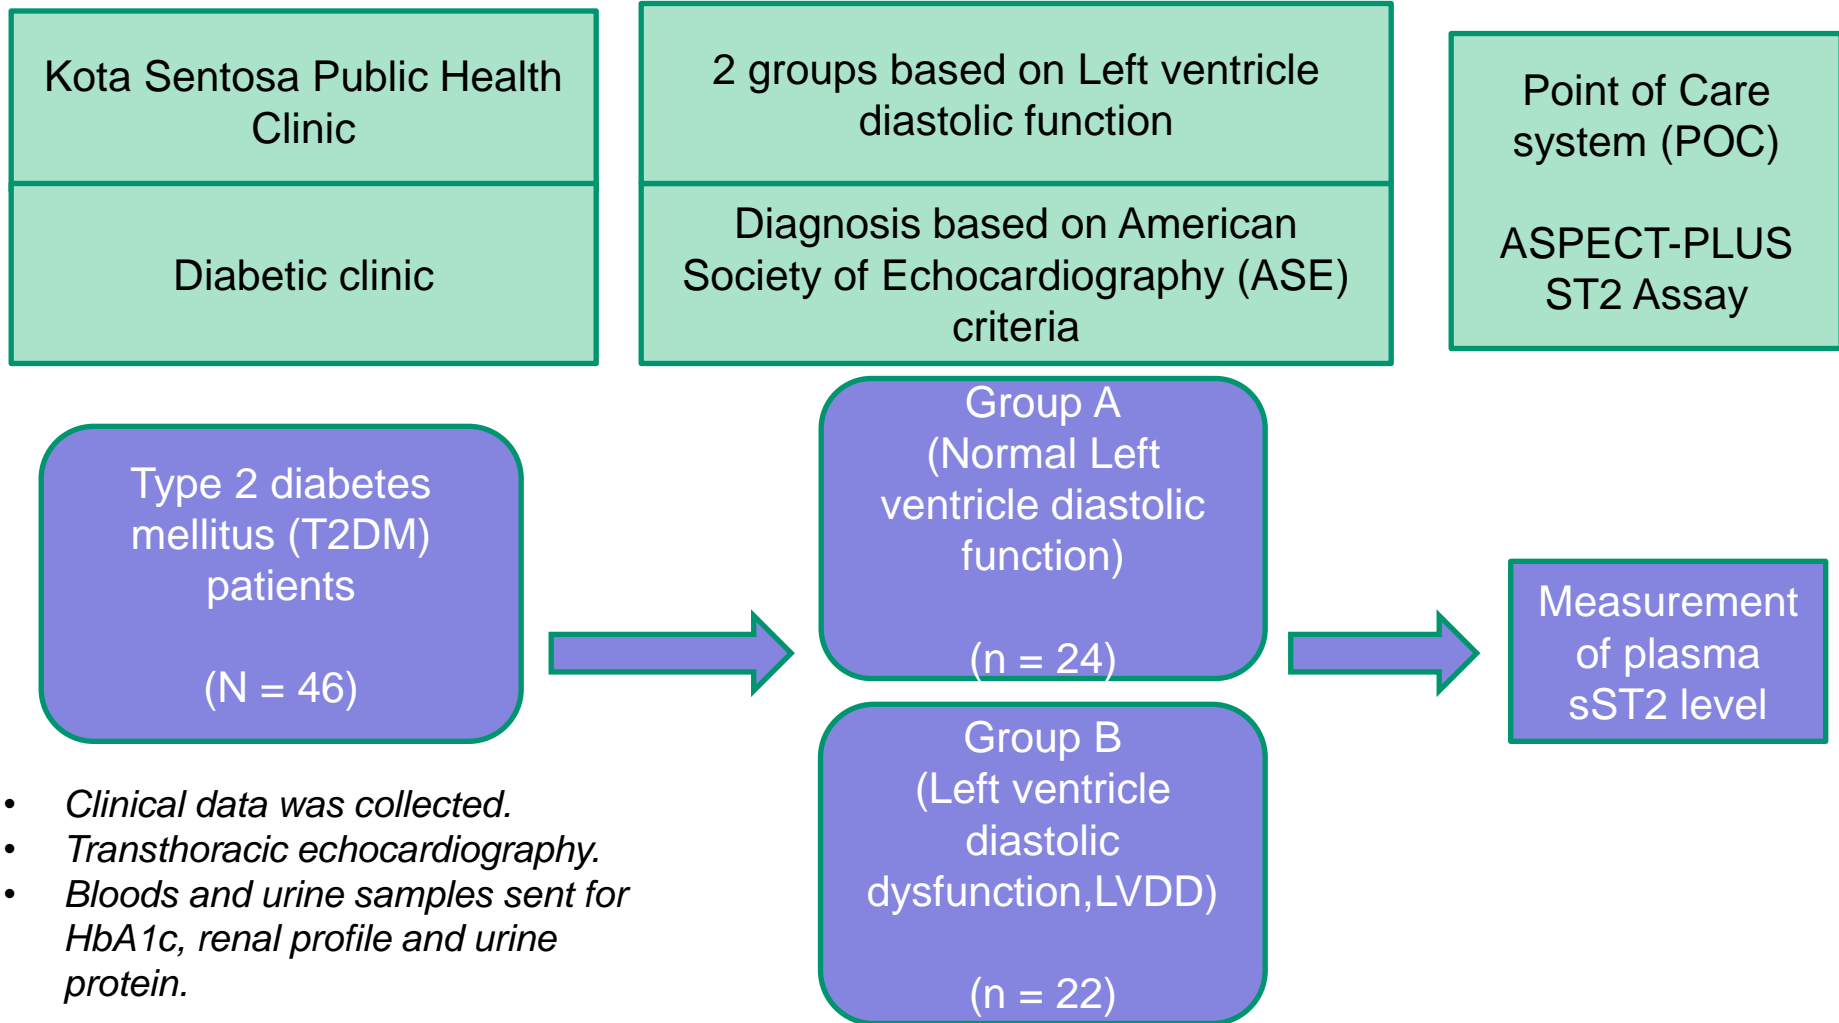 Kota Sentosa Public Health
Clinic
Diabetic clinic
2 groups based on Left ventricle
diastolic function
Diagnosis based on American
Society of Echocardiography (ASE)
criteria
Point of Care
system (POC)
ASPECT-PLUS
ST2 Assay
Type 2 diabetes
mellitus (T2DM)
patients
(N = 46)
Group A
(Normal Left
ventricle diastolic
function)
(n = 24)
Group B
(Left ventricle
diastolic
dysfunction,LVDD)
(n = 22)
Measurement
of plasma
sST2 level
• Clinical data was collected.
• Transthoracic echocardiography.
• Bloods and urine samples sent for
HbA1c, renal profile and urine
protein.